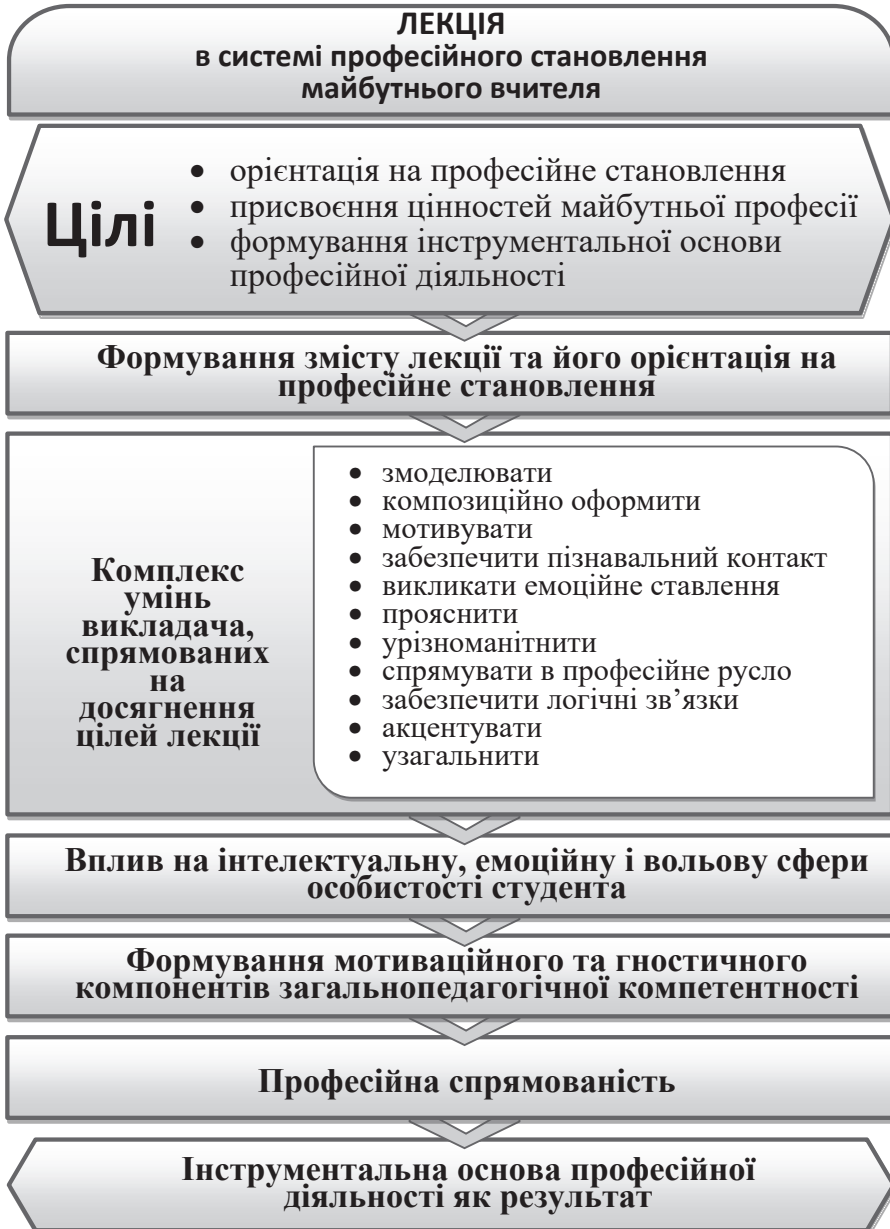 ЛЕКЦІЯ
в системі професійного становлення
майбутнього вчителя
Цілі
• орієнтація на професійне становлення
• присвоєння цінностей майбутньої професії
• формування інструментальної основи
професійної діяльності
Формування змісту лекції та його орієнтація на
професійне становлення
Комплекс
умінь
викладача,
спрямованих
на
досягнення
цілей лекції
• змоделювати
• композиційно оформити
• мотивувати
• забезпечити пізнавальний контакт
• викликати емоційне ставлення
• прояснити
• урізноманітнити
• спрямувати в професійне русло
• забезпечити логічні зв’язки
• акцентувати
• узагальнити
Вплив на інтелектуальну, емоційну і вольову сфери
особистості студента
Формування мотиваційного та гностичного
компонентів загальнопедагогічної компетентності
Професійна спрямованість
Інструментальна основа професійної
діяльності як результат